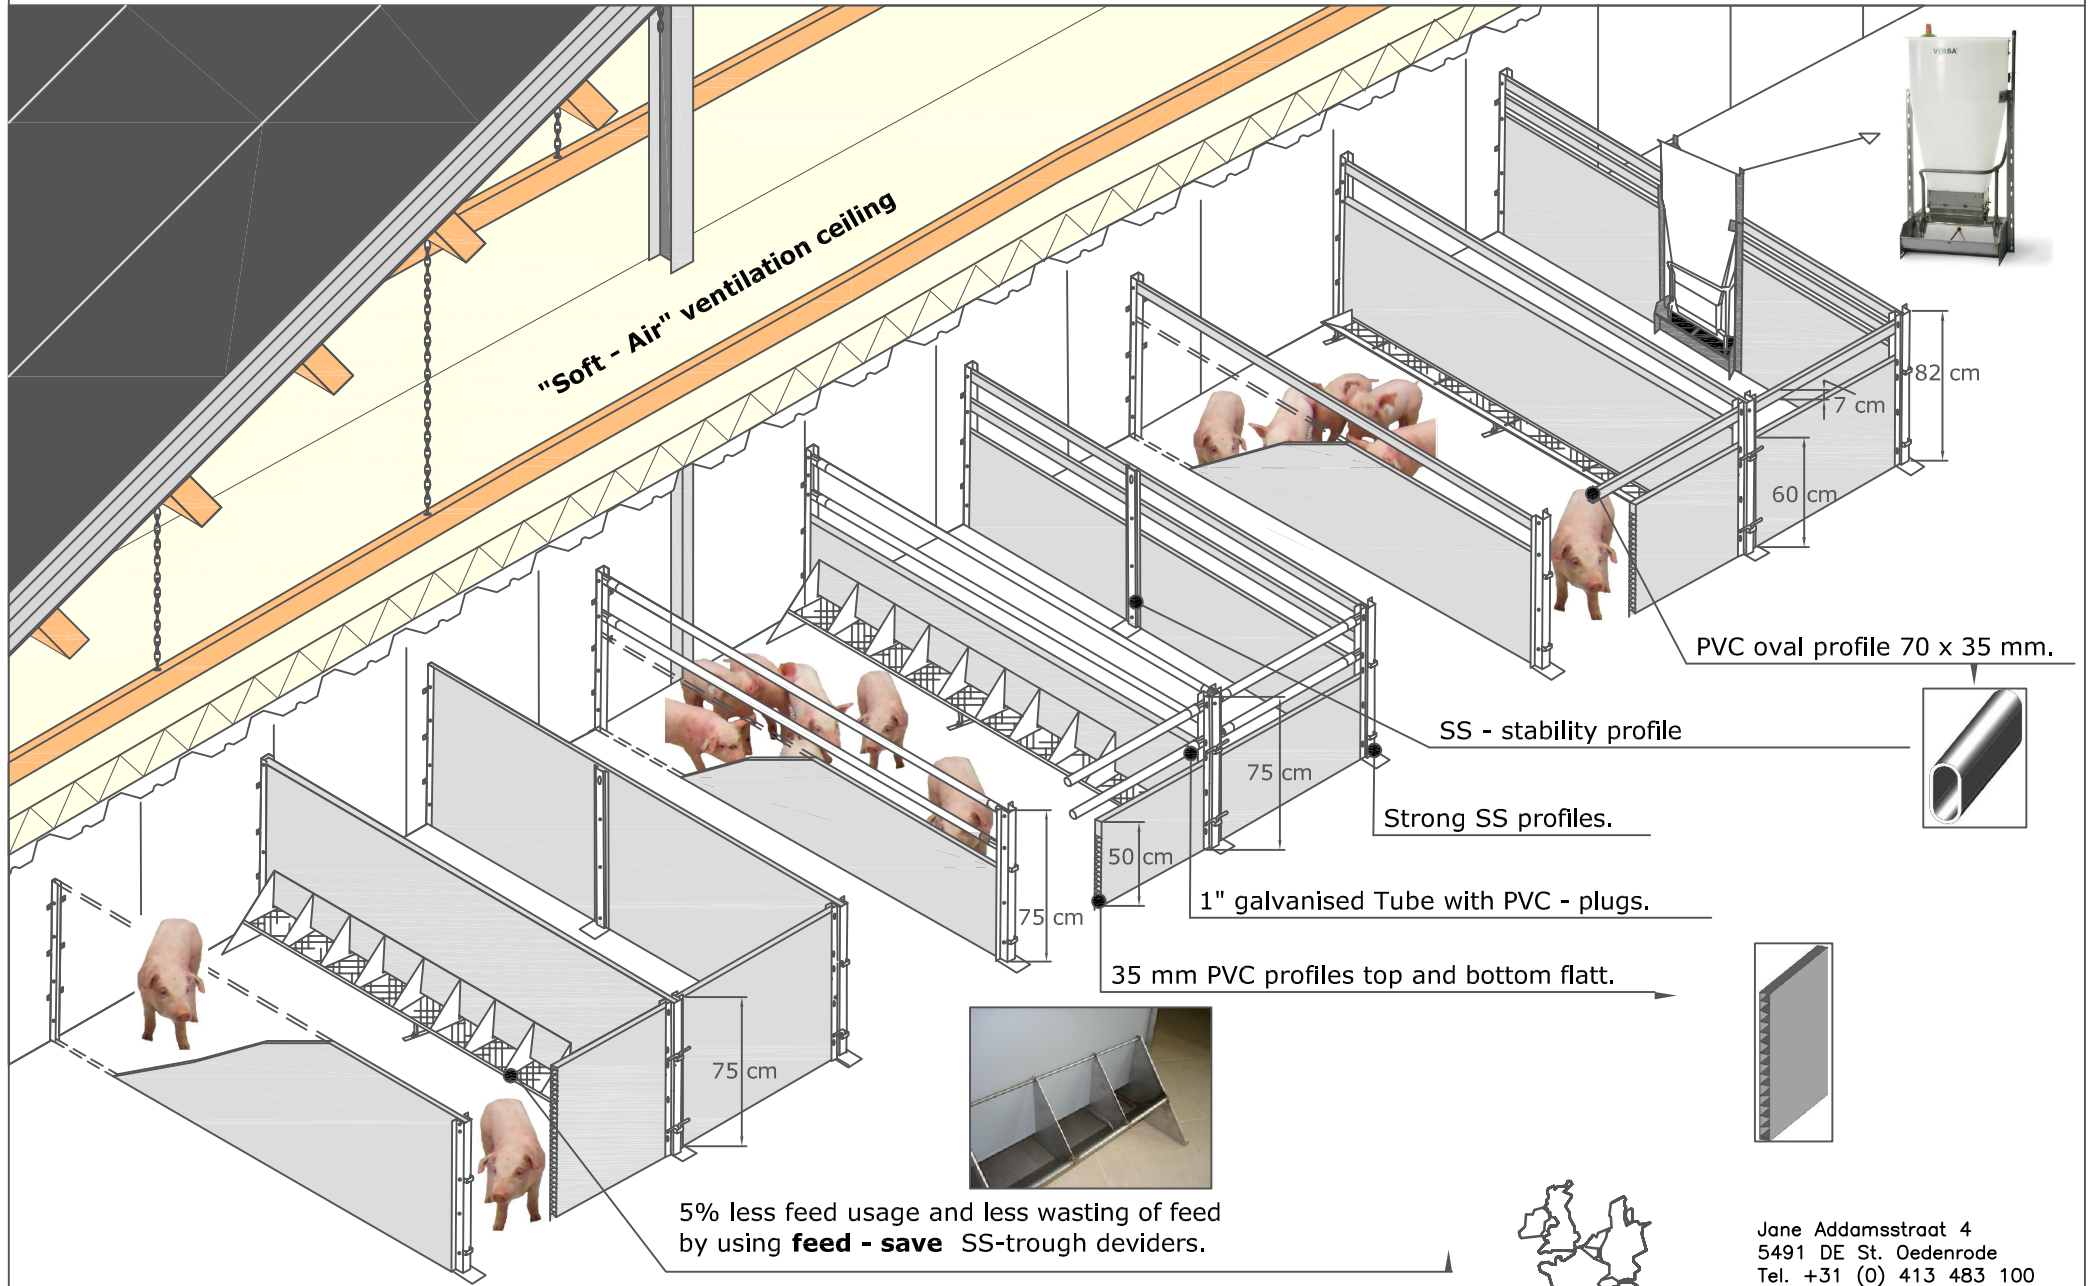 VERBA
"Soft - Air" ventilation ceiling
82 cm
7 cm
60 cm
PVC oval profile 70 x 35 mm.
SS - stability profile
75 cm
Strong SS profiles.
50 cm
1" galvanised Tube with PVC - plugs.
75 cm
35 mm PVC profiles top and bottom flatt.
75 cm
5% less feed usage and less wasting of feed
by using feed - save SS-trough deviders.
Jane Addamsstraat 4
5491 DE St. Oedenrode
Tel. +31 (0) 413 483 100